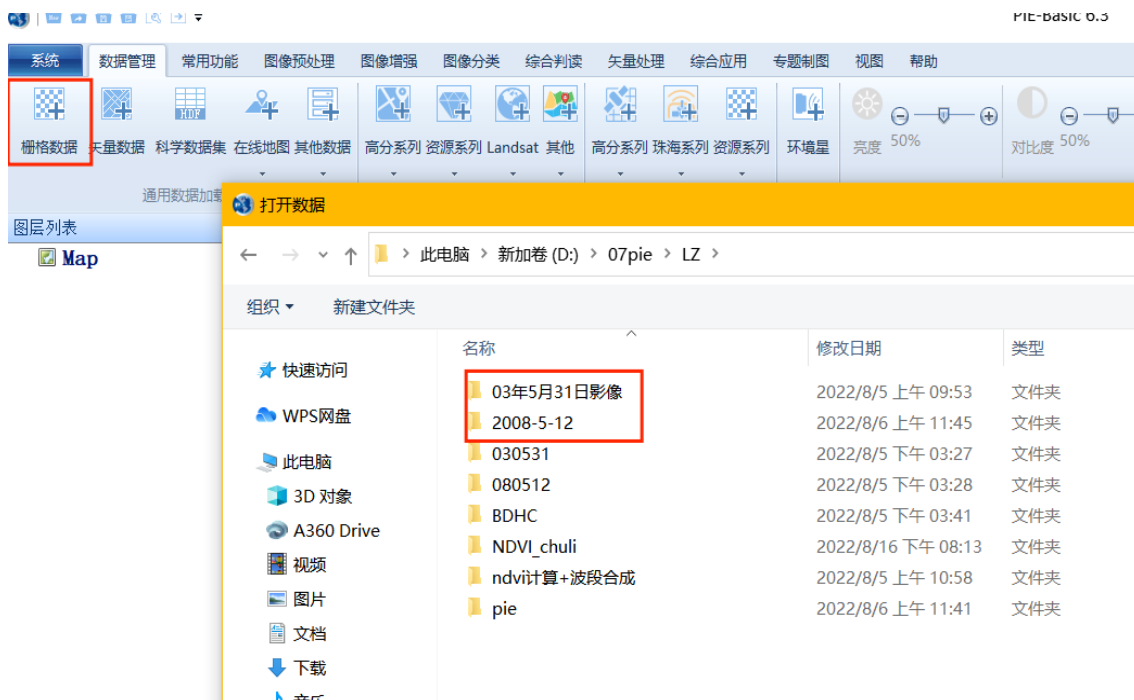 PIE-Basic 6.3
系统 数据管理 常用功能 图像预处理 图像增强 图像分类 综合判读 矢量处理 综合应用 专题制图 视图 帮助
HDF
栅格数据 矢量数据 科学数据集 在线地图 其他数据 高分系列 资源系列 Landsat 其他 高分系列 珠海系列 资源系列 环境星 亮度 50% 对比度 50%
通用数据加载
打开数据
图层列表
Map
此电脑 新加卷 (D:) 07pie LZ
组织 新建文件夹
名称 修改日期 类型
快速访问
WPS网盘
此电脑
3D 对象
A360 Drive
视频
图片
文档
下载
音乐
03年5月31日影像 2022/8/5 上午 09:53 文件夹
2008-5-12 2022/8/6 上午 11:45 文件夹
030531 2022/8/5 下午 03:27 文件夹
080512 2022/8/5 下午 03:28 文件夹
BDHC 2022/8/5 下午 03:41 文件夹
NDVI_chuli 2022/8/16 下午 08:13 文件夹
ndvi计算+波段合成 2022/8/5 上午 10:58 文件夹
pie 2022/8/6 上午 11:41 文件夹